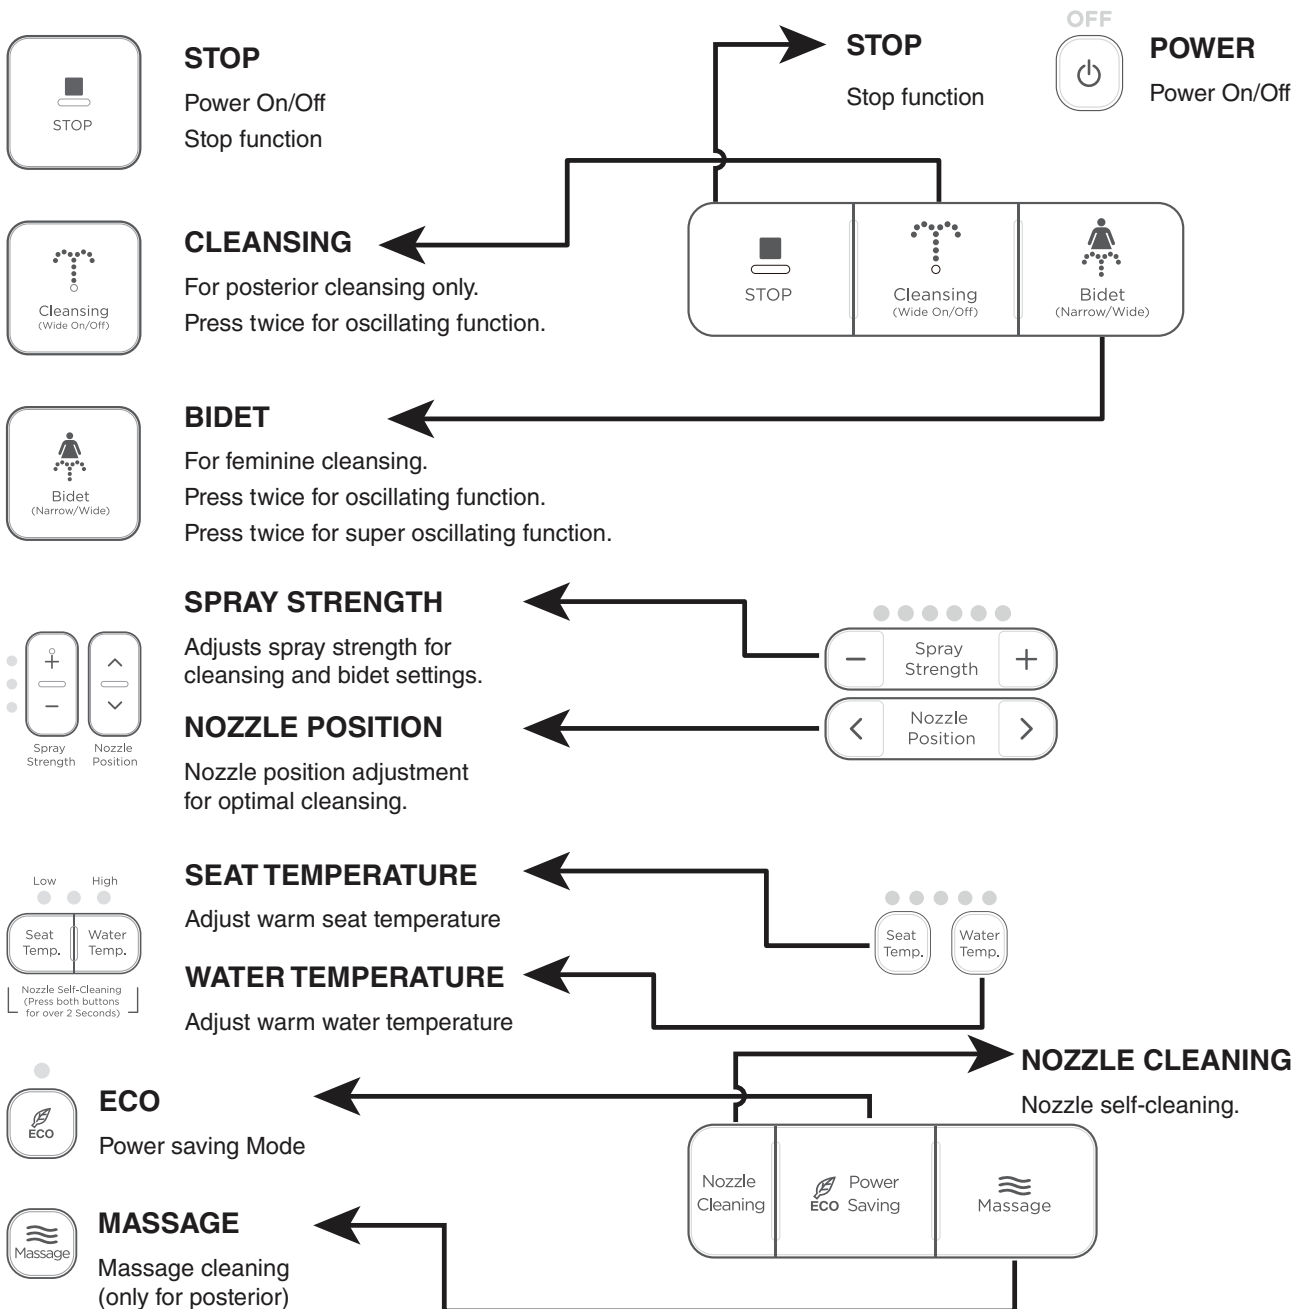 OFF
STOP
Power On/Off
Stop function
STOP
STOP
Stop function
POWER
Power On/Off
CLEANSING
For posterior cleansing only.
Press twice for oscillating function.
Cleansing
(Wide On/Off)
STOP
Cleansing
(Wide On/Off)
Bidet
(Narrow/Wide)
BIDET
For feminine cleansing.
Press twice for oscillating function.
Press twice for super oscillating function.
Bidet
(Narrow/Wide)
SPRAY STRENGTH
Adjusts spray strength for
cleansing and bidet settings.
+
−
Spray
Strength
Nozzle
Position
−
Spray
Strength
+
NOZZLE POSITION
Nozzle position adjustment
for optimal cleansing.
<
Nozzle
Position
>
Low
High
Seat
Temp.
Water
Temp.
Nozzle Self-Cleaning
(Press both buttons
for over 2 Seconds)
SEAT TEMPERATURE
Adjust warm seat temperature
Seat
Temp.
Water
Temp.
WATER TEMPERATURE
Adjust warm water temperature
ECO
ECO
Power saving Mode
NOZZLE CLEANING
Nozzle self-cleaning.
Nozzle
Cleaning
ECO
Power
Saving
Massage
Massage
MASSAGE
Massage cleaning
(only for posterior)